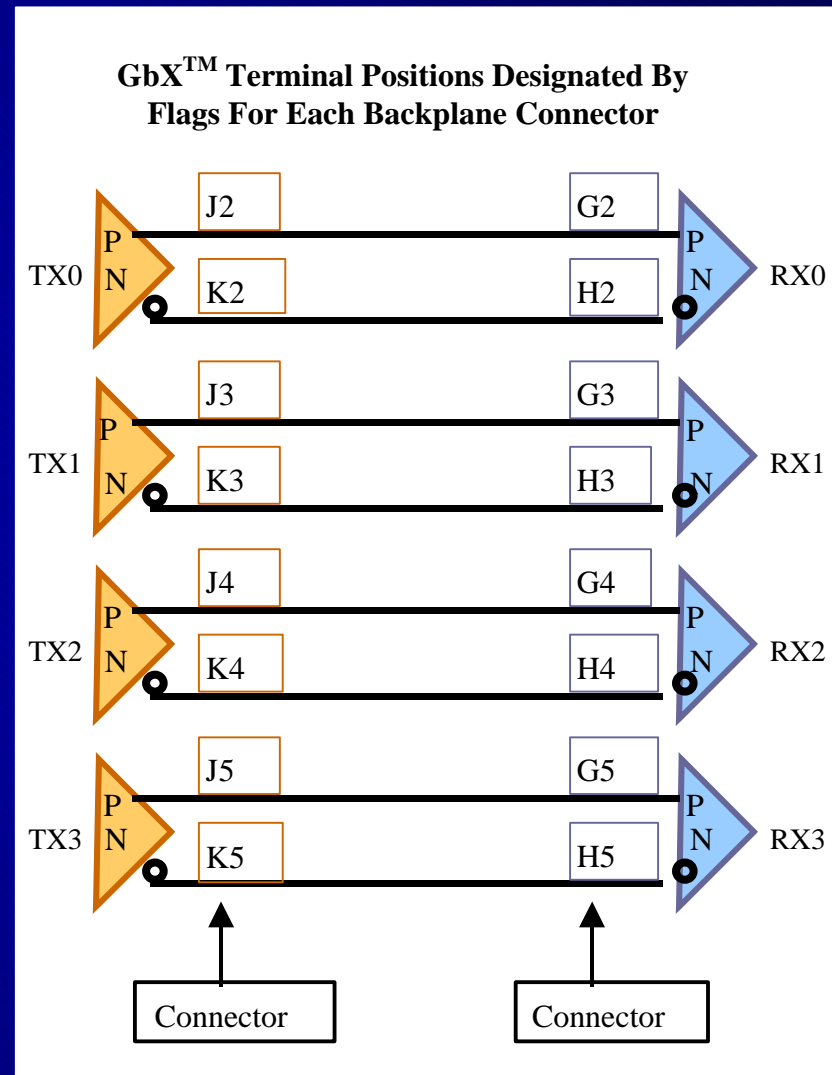 GbX™ Terminal Positions Designated By
Flags For Each Backplane Connector
J2 G2
P P
TX0 N K2 H2 N RX0
J3 G3
P P
TX1 N K3 H3 N RX1
J4 G4
P P
TX2 N K4 H4 N RX2
J5 G5
P P
TX3 N K5 H5 N RX3
Connector Connector